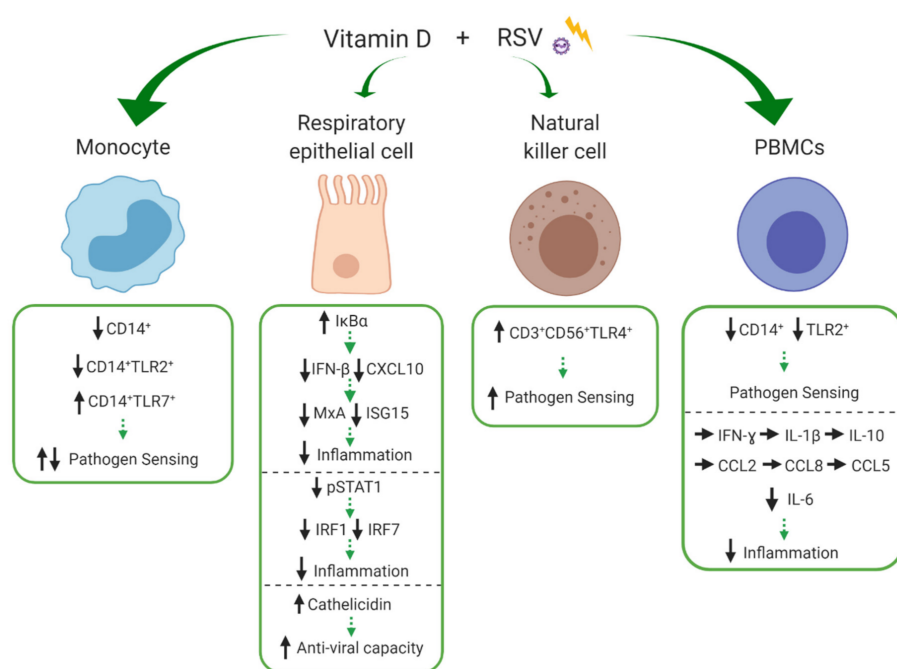 Vitamin D + RSV
Monocyte
Respiratory
epithelial cell
Natural
killer cell
PBMCs
↓CD14⁺
↓CD14⁺TLR2⁺
↑CD14⁺TLR7⁺
↑↓ Pathogen Sensing
↑ IκBα
↓IFN-β↓CXCL10
↓MxA ↓ISG15
↓ Inflammation
↓pSTAT1
↓IRF1↓IRF7
↓ Inflammation
↑Cathelicidin
↑ Anti-viral capacity
↑ CD3⁺CD56⁺TLR4⁺
↑ Pathogen Sensing
↓CD14⁺ ↓TLR2⁺
Pathogen Sensing
→ IFN-ɣ → IL-1β → IL-10
→ CCL2 → CCL8 → CCL5
↓ IL-6
↓ Inflammation